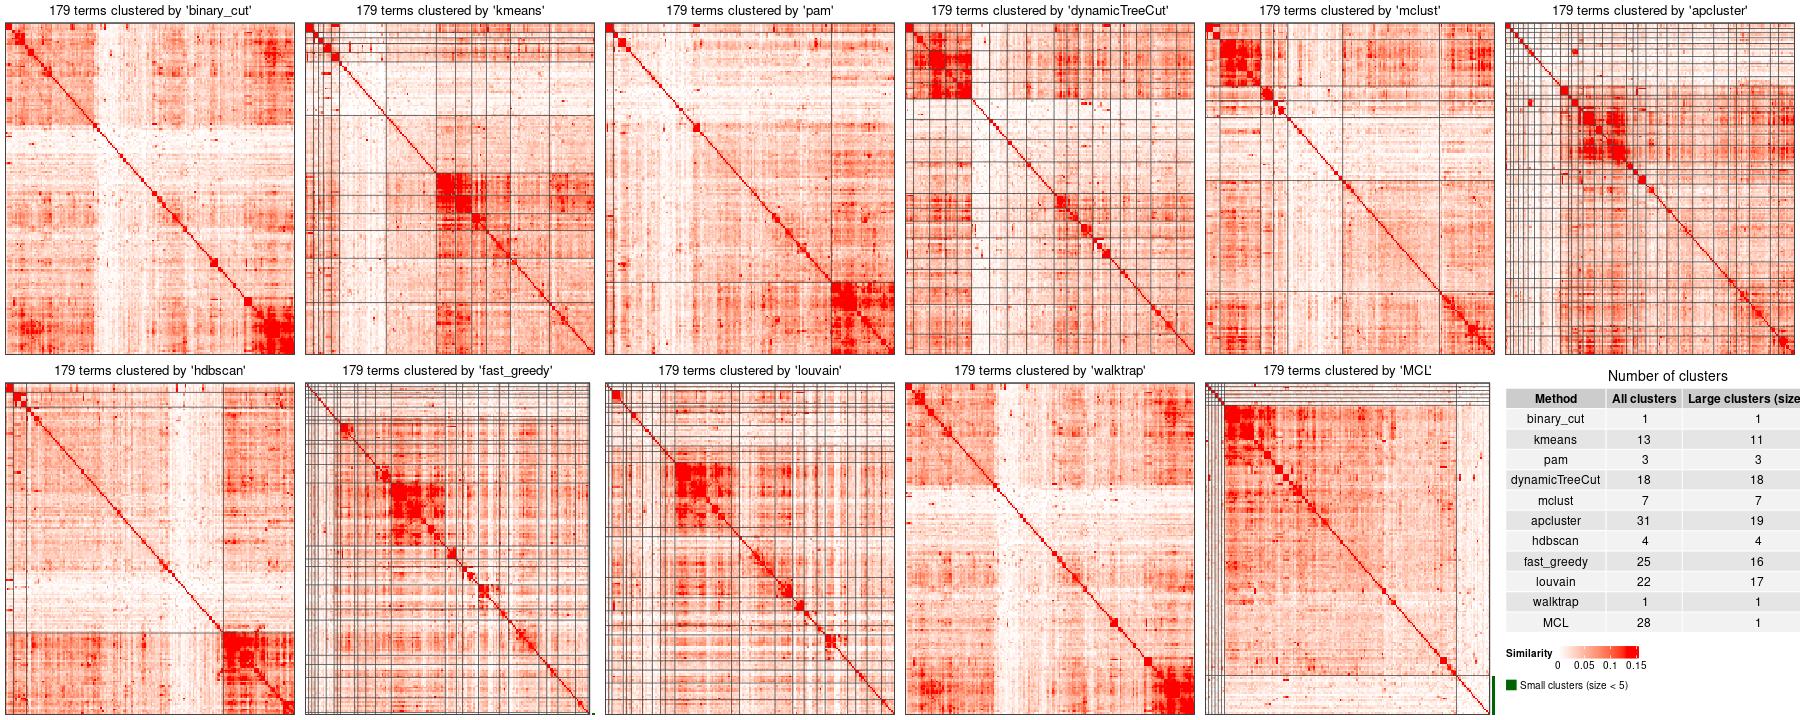 179 terms clustered by 'binary_cut'
179 terms clustered by 'kmeans'
179 terms clustered by 'pam'
179 terms clustered by 'dynamicTreeCut'
179 terms clustered by 'mclust'
179 terms clustered by 'apcluster'
179 terms clustered by 'hdbscan'
179 terms clustered by 'fast_greedy'
179 terms clustered by 'louvain'
179 terms clustered by 'walktrap'
179 terms clustered by 'MCL'
Number of clusters
Method All clusters Large clusters (size
binary_cut 1 1
kmeans 13 11
pam 3 3
dynamicTreeCut 18 18
mclust 7 7
apcluster 31 19
hdbscan 4 4
fast_greedy 25 16
louvain 22 17
walktrap 1 1
MCL 28 1
Similarity
0 0.05 0.1 0.15
Small clusters (size < 5)